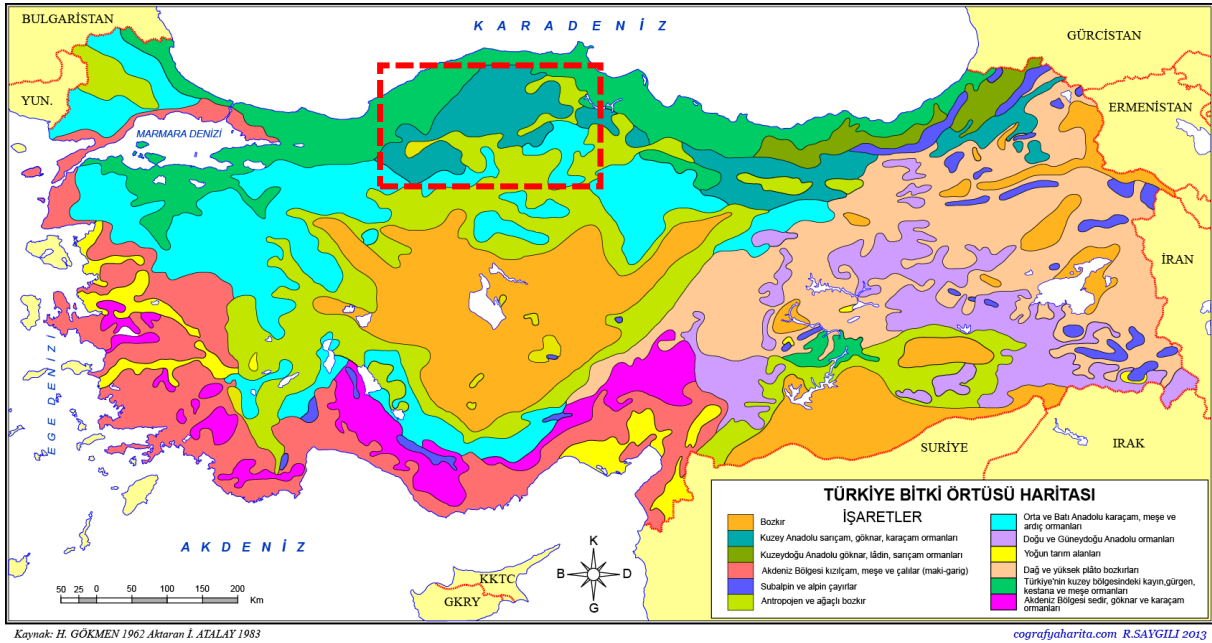 BULGARİSTAN
K A R A D E N İ Z
GÜRCİSTAN
YUN.
ERMENİSTAN
MARMARA DENİZİ
İRAN
EGE DENİZİ
SURİYE
IRAK
AKDENİZ
KKTC
GKRY
K
B
D
G
50 25 0 50 100 150 200
Km
TÜRKİYE BİTKİ ÖRTÜSÜ HARİTASI
İŞARETLER
Bozkır
Kuzey Anadolu sarıçam, göknar, karaçam ormanları
Kuzeydoğu Anadolu göknar, lâdin, sarıçam ormanları
Akdeniz Bölgesi kızılçam, meşe ve çalılar (maki-garig)
Subalpin ve alpin çayırlar
Antropojen ve ağaçlı bozkır
Orta ve Batı Anadolu karaçam, meşe ve
ardıç ormanları
Doğu ve Güneydoğu Anadolu ormanları
Yoğun tarım alanları
Dağ ve yüksek plâto bozkırları
Türkiye'nin kuzey bölgesindeki kayın,gürgen,
kestana ve meşe ormanları
Akdeniz Bölgesi sedir, göknar ve karaçam
ormanları
Kaynak: H. GÖKMEN 1962 Aktaran İ. ATALAY 1983
cografyaharita.com R.SAYGILI 2013